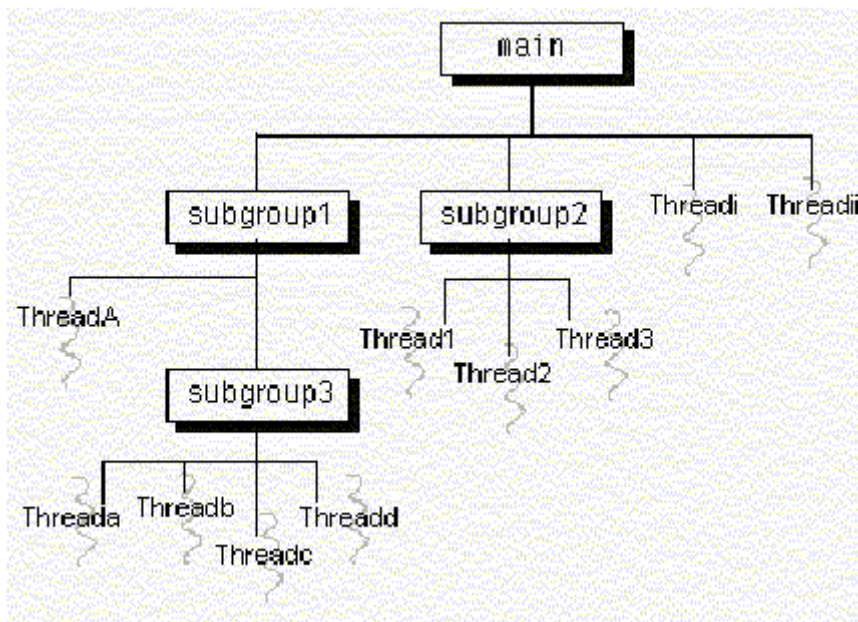 main
subgroup1
subgroup2
Threadi
Threadii
ThreadA
Thread1
Thread2
Thread3
subgroup3
Threada
Threadb
Threadc
Threadd